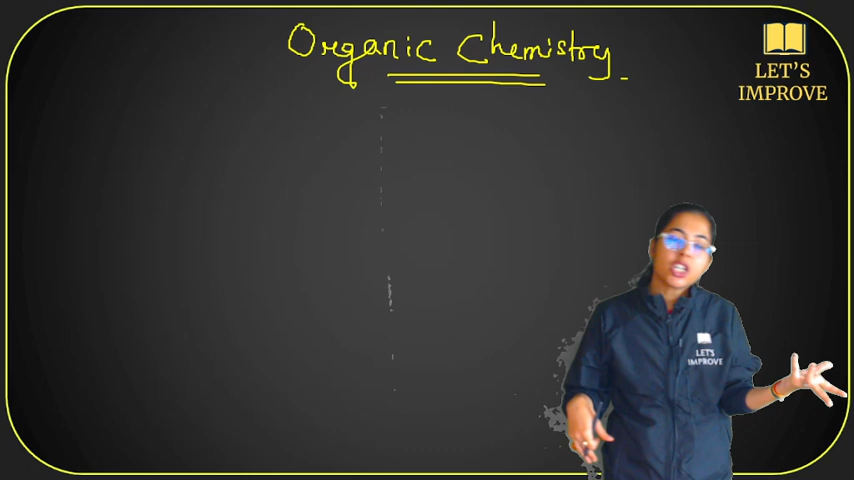 Organic Chemistry.
LET'S
IMPROVE
LET'S
IMPROVE